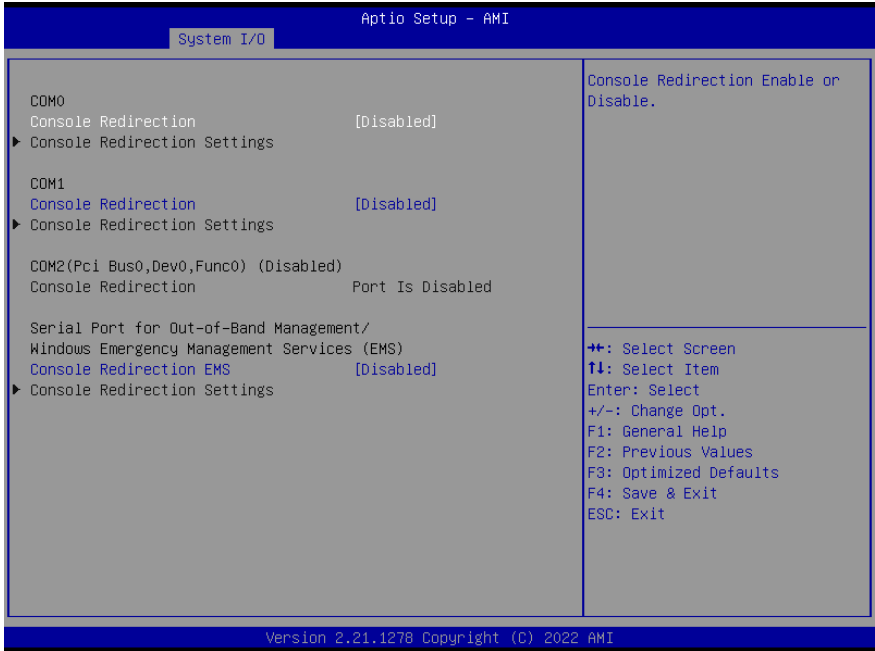 Aptio Setup – AMI
System I/O
COM0
Console Redirection [Disabled]
▶ Console Redirection Settings
COM1
Console Redirection [Disabled]
▶ Console Redirection Settings
COM2(Pci Bus0,Dev0,Func0) (Disabled)
Console Redirection Port Is Disabled
Serial Port for Out-of-Band Management/
Windows Emergency Management Services (EMS)
Console Redirection EMS [Disabled]
▶ Console Redirection Settings
Console Redirection Enable or
Disable.
→←: Select Screen
↑↓: Select Item
Enter: Select
+/-: Change Opt.
F1: General Help
F2: Previous Values
F3: Optimized Defaults
F4: Save & Exit
ESC: Exit
Version 2.21.1278 Copyright (C) 2022 AMI